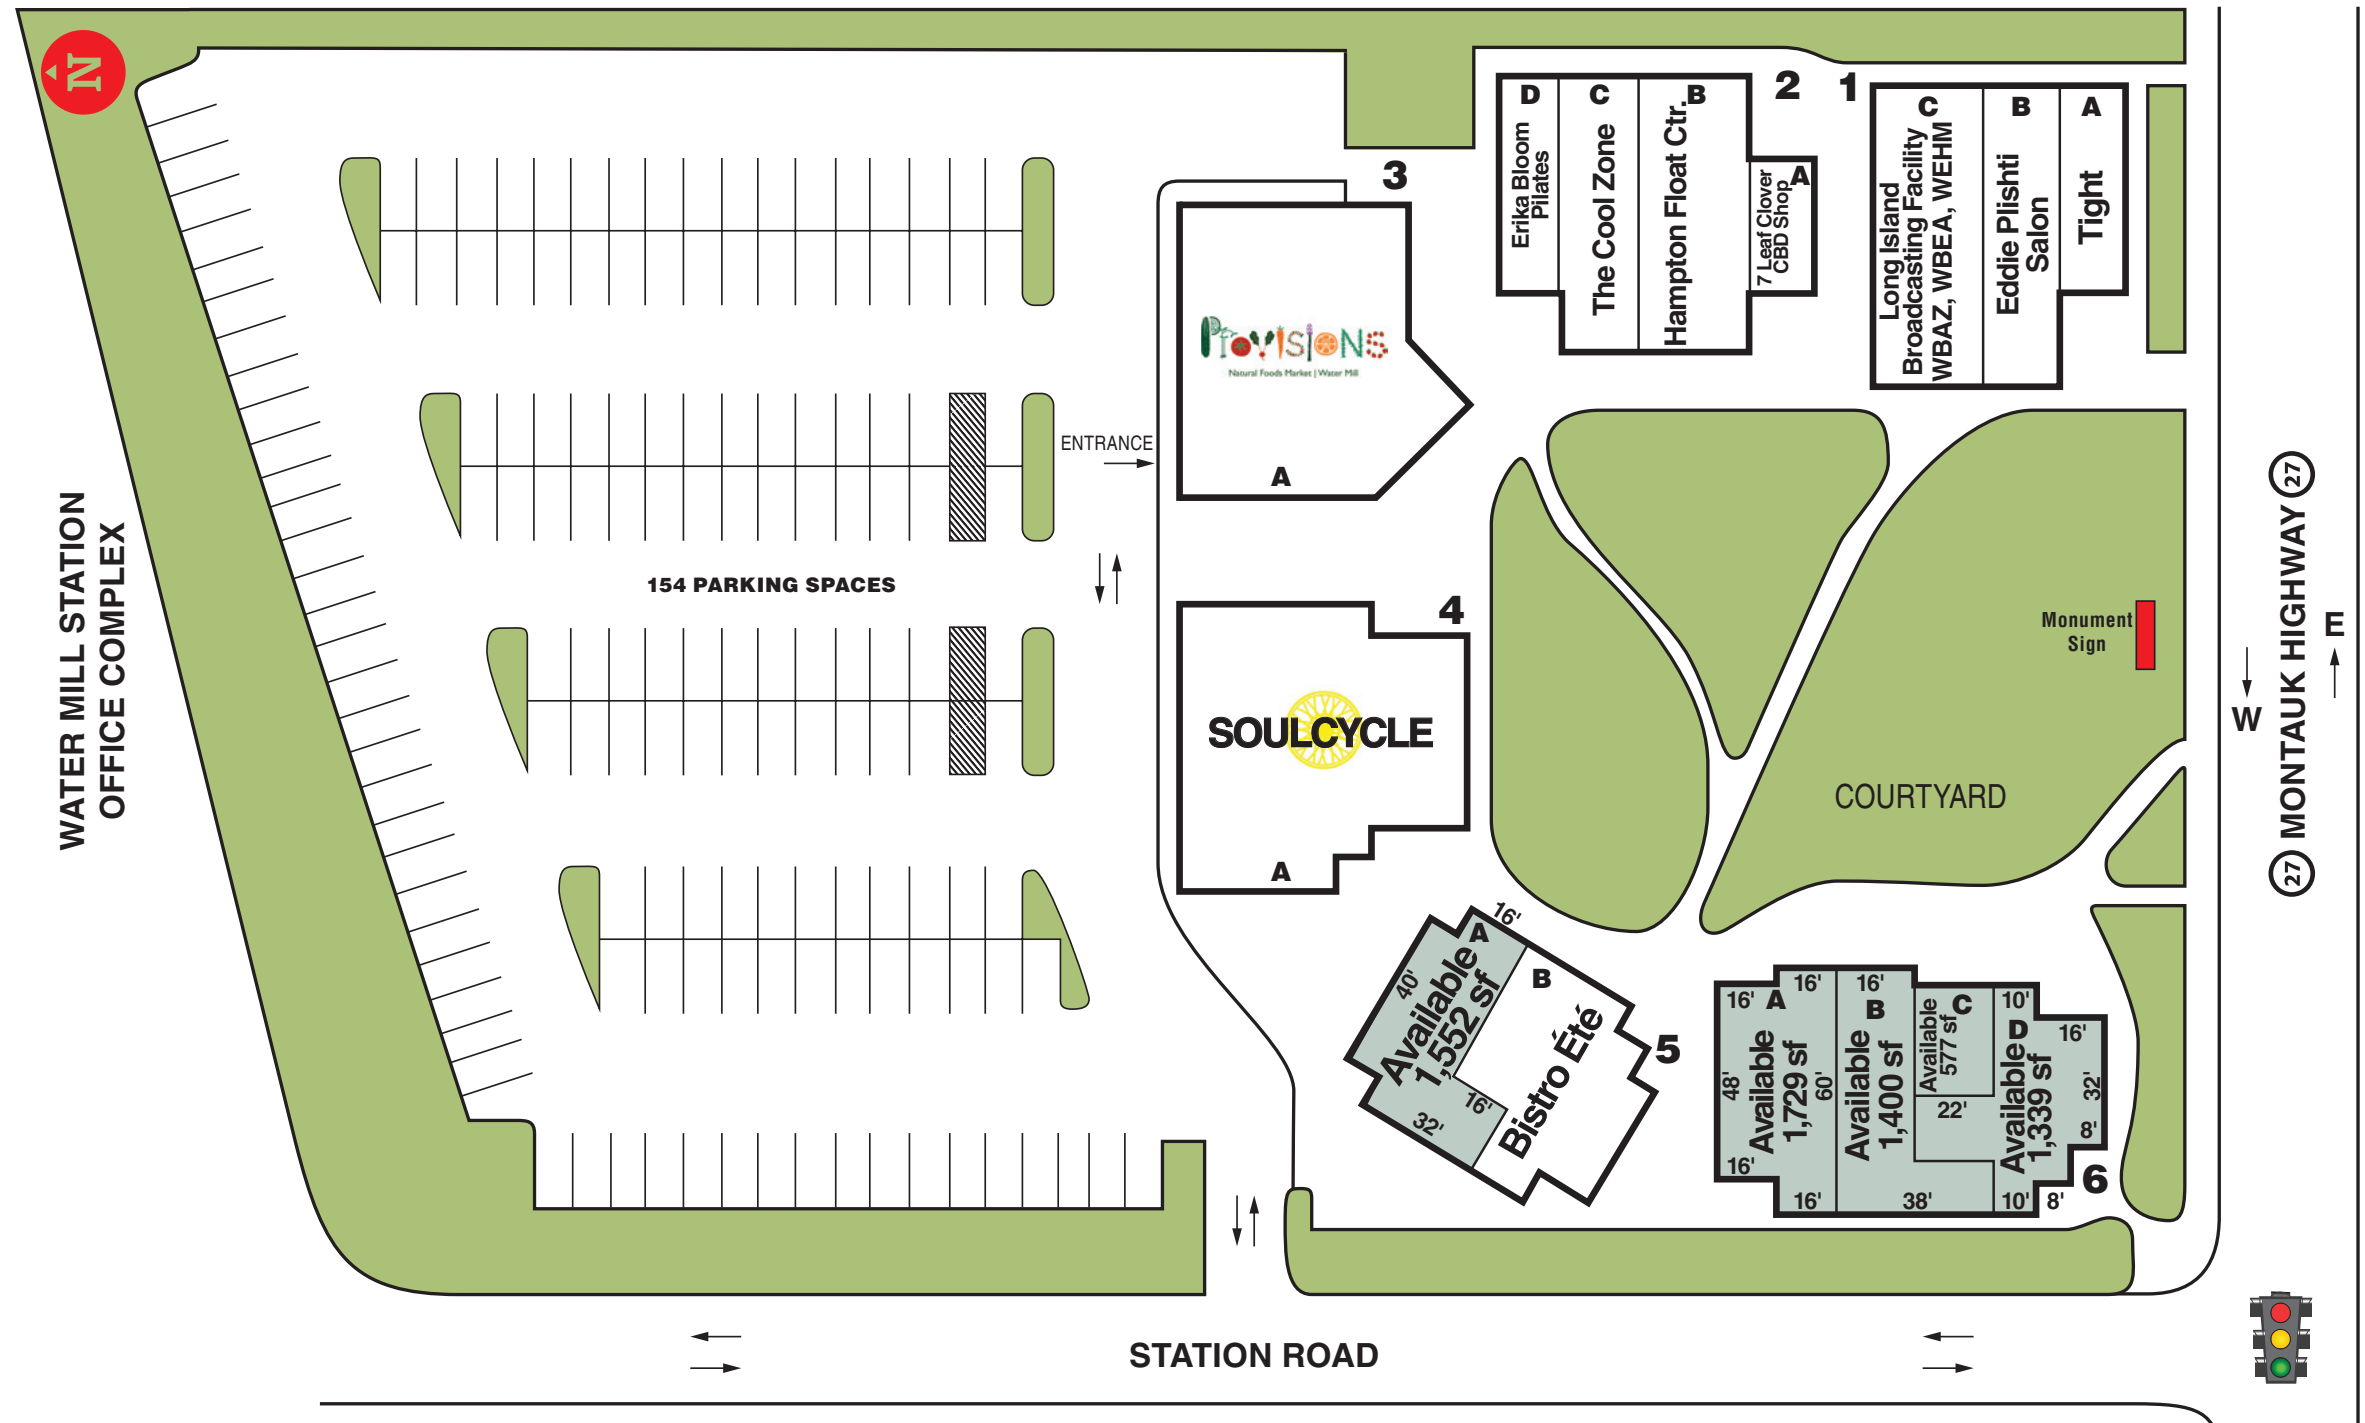 N
WATER MILL STATION
OFFICE COMPLEX
154 PARKING SPACES
ENTRANCE
3
PROVISIONS
Natural Foods Market | Water Mill
A
2
D
Erika Bloom
Pilates
C
The Cool Zone
B
Hampton Float Ctr.
A
7 Leaf Clover
CBD Shop
1
C
Long Island
Brodcasting Facility
WBAZ, WBEA, WEHM
B
Eddie Plishti
Salon
A
Tight
4
SOULCYCLE
A
COURTYARD
Monument
Sign
27
MONTAUK HIGHWAY
27
E
W
5
A
16'
40'
Available
1,552 sf
16'
32'
B
Bistro Été
6
16'
A
16'
48'
Available
1,729 sf
60'
16'
16'
16'
B
Available
1,400 sf
38'
C
Available
577 sf
22'
10'
D
16'
Available
1,339 sf
32'
8'
10'
8'
STATION ROAD